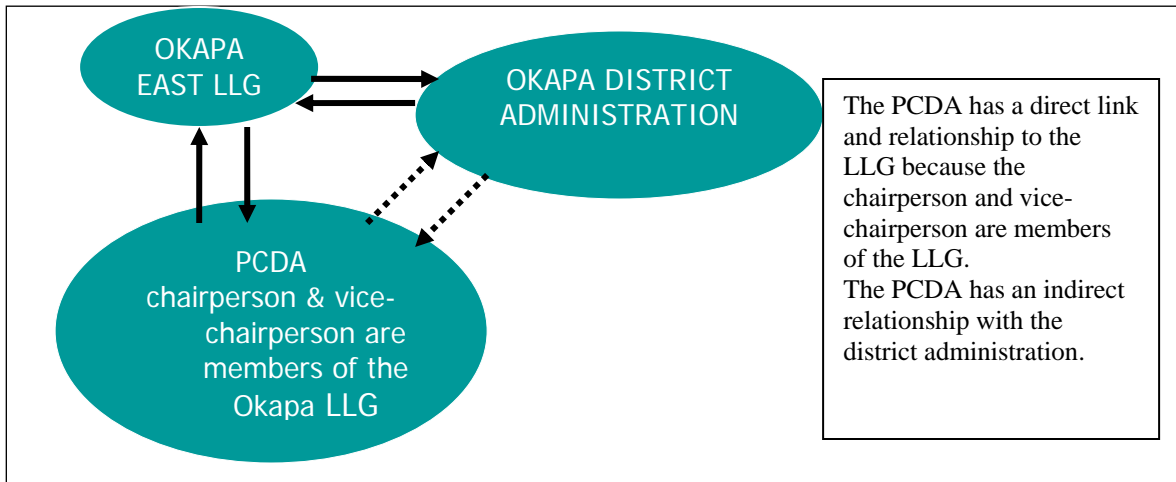 OKAPA
EAST LLG
OKAPA DISTRICT
ADMINISTRATION
PCDA
chairperson & vice-
chairperson are
members of the
Okapa LLG
The PCDA has a direct link
and relationship to the
LLG because the
chairperson and vice-
chairperson are members
of the LLG.
The PCDA has an indirect
relationship with the
district administration.